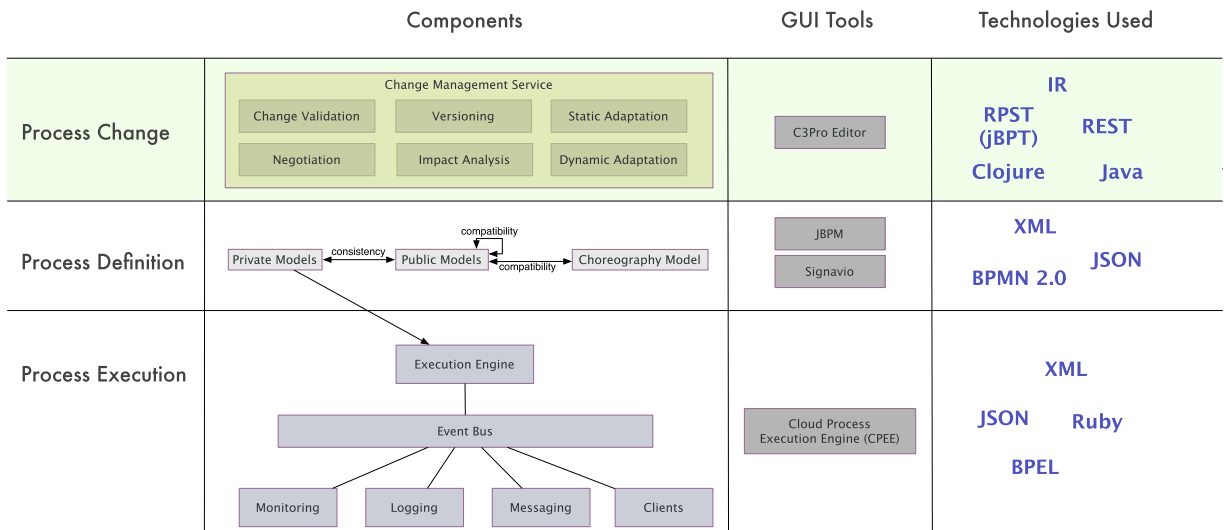 Components
GUI Tools
Technologies Used
Process Change
Change Management Service
Change Validation
Versioning
Static Adaptation
Negotiation
Impact Analysis
Dynamic Adaptation
C3Pro Editor
IR
RPST
(jBPT)
REST
Clojure
Java
Process Definition
Private Models
consistency
Public Models
compatibility
compatibility
Choreography Model
JBPM
Signavio
XML
JSON
BPMN 2.0
Process Execution
Execution Engine
Event Bus
Monitoring
Logging
Messaging
Clients
Cloud Process
Execution Engine (CPEE)
XML
JSON
Ruby
BPEL